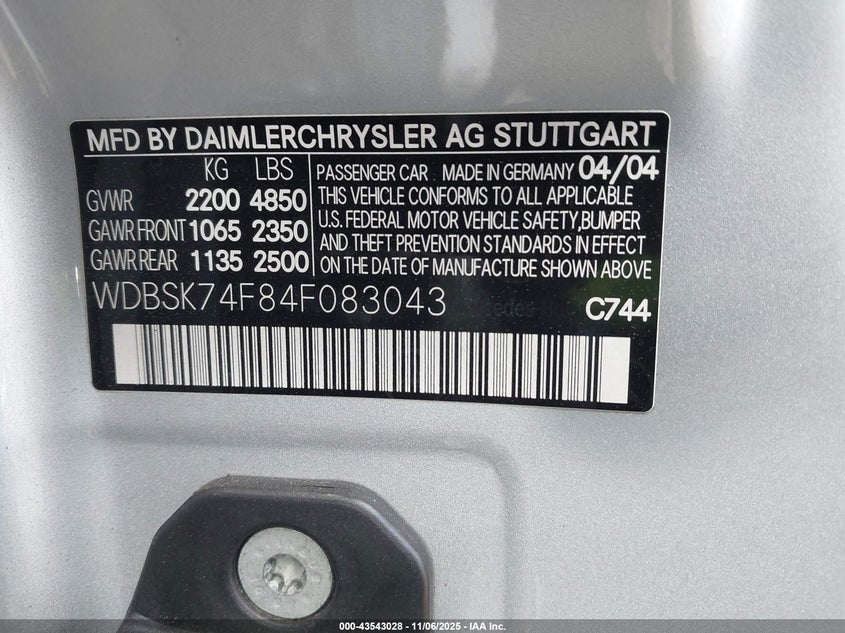 MFD BY DAIMLERCHRYSLER AG STUTTGART
KG LBS
GVWR 2200 4850
GAWR FRONT 1065 2350
GAWR REAR 1135 2500
PASSENGER CAR MADE IN GERMANY 04/04
THIS VEHICLE CONFORMS TO ALL APPLICABLE
U.S. FEDERAL MOTOR VEHICLE SAFETY, BUMPER
AND THEFT PREVENTION STANDARDS IN EFFECT
ON THE DATE OF MANUFACTURE SHOWN ABOVE
WDBSK74F84F083043 C744
000-43543028 - 11/06/2025 - IAA Inc.